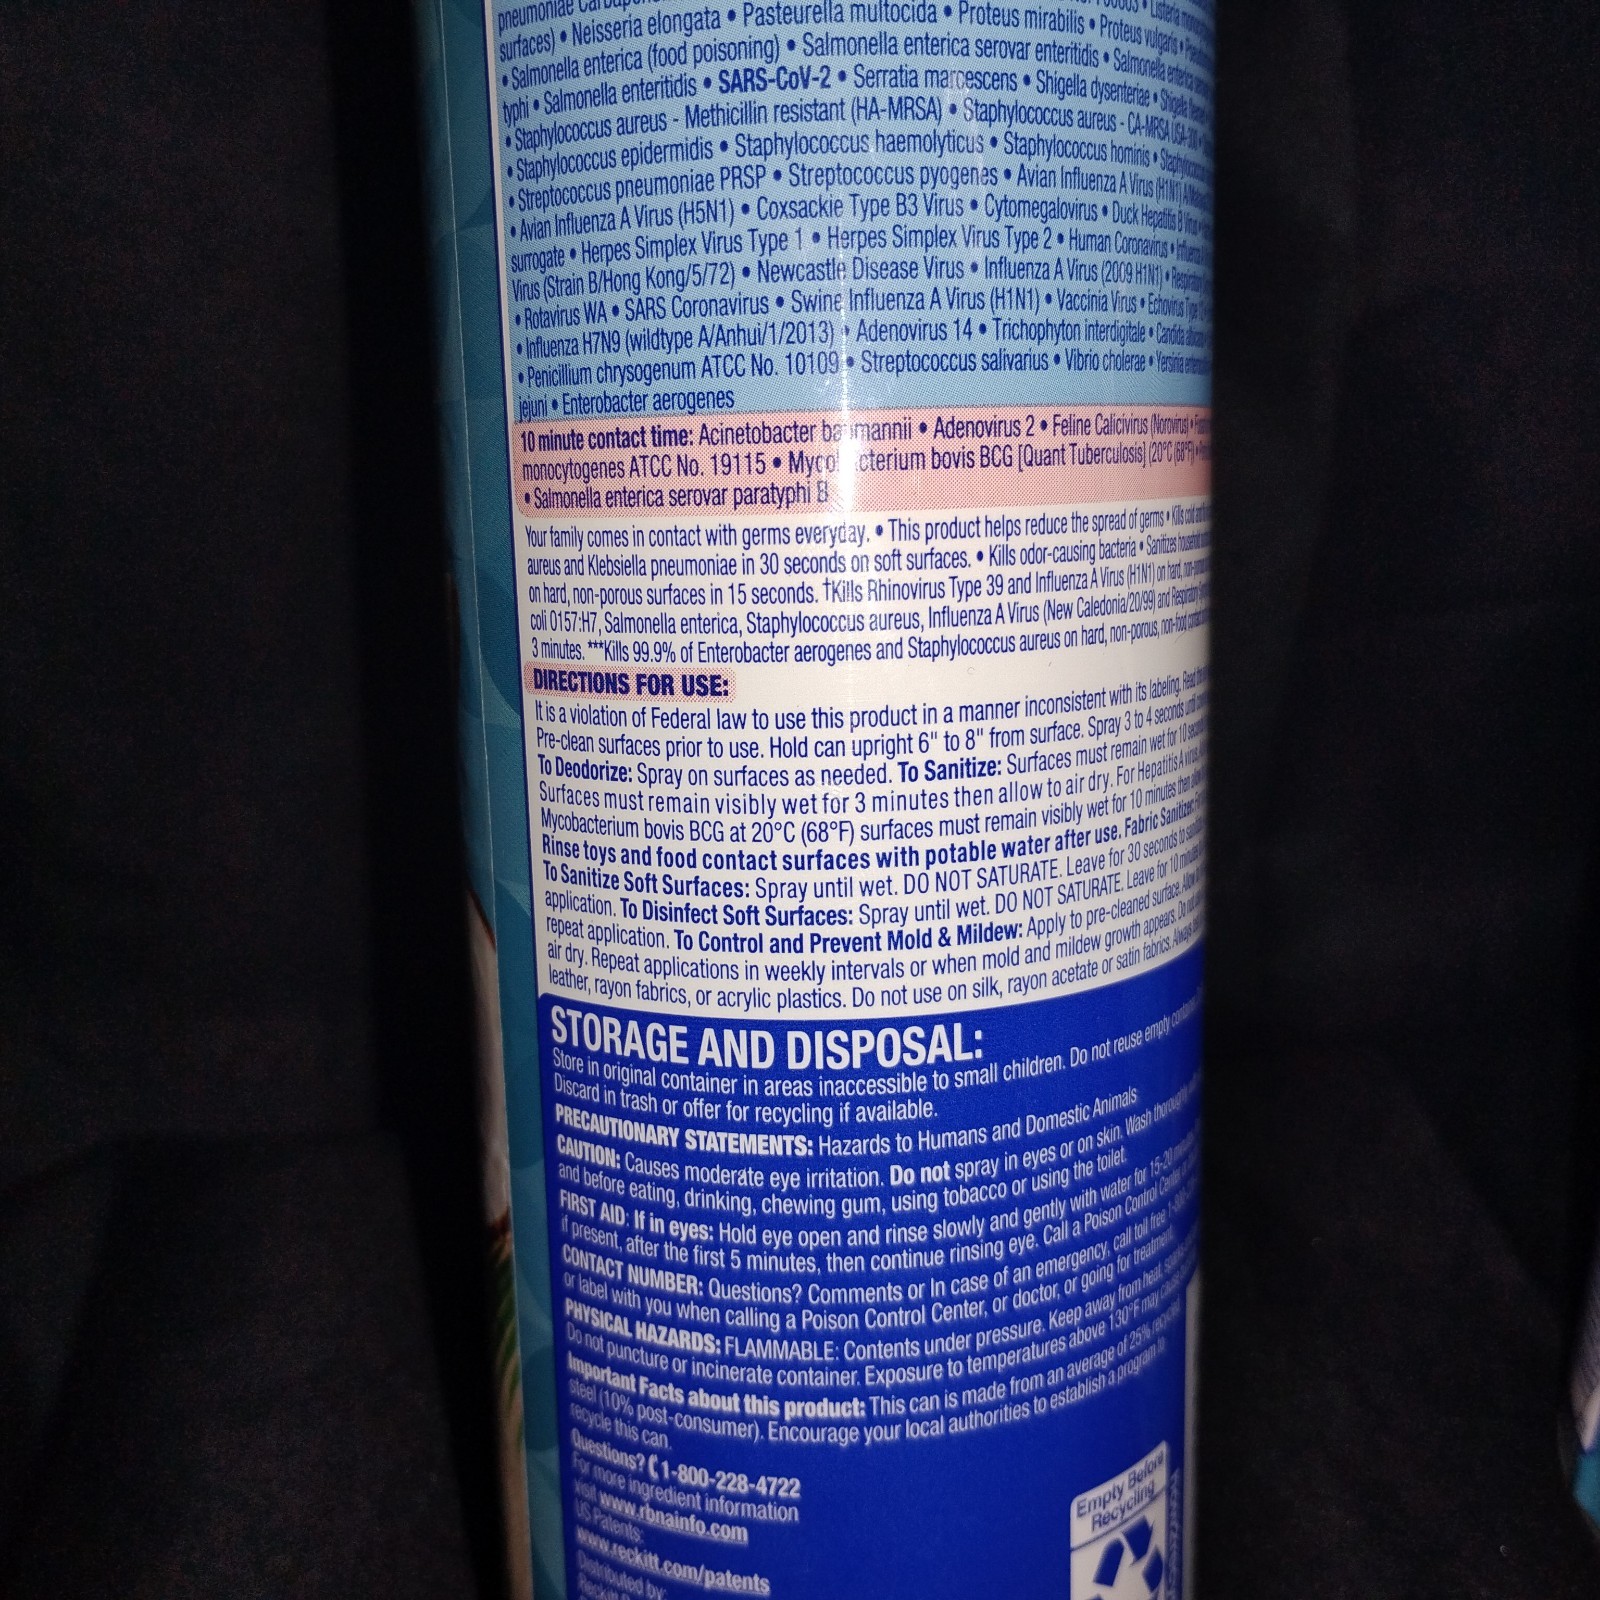 pneumoniae
surfaces) • Neisseria elongata • Pasteurella multocida • Proteus mirabilis • Proteus vulgaris •
• Salmonella enterica (food poisoning) • Salmonella enterica serovar enteritidis • Salmonella enterica
typhi • Salmonella enteritidis • SARS-CoV-2 • Serratia marcescens • Shigella dysenteriae • Shigella
• Staphylococcus aureus - Methicillin resistant (HA-MRSA) • Staphylococcus aureus - CA-MRSA USA-300 •
• Staphylococcus epidermidis • Staphylococcus haemolyticus • Staphylococcus hominis •
• Streptococcus pneumoniae PRSP • Streptococcus pyogenes • Avian Influenza A Virus (H1N1)
• Avian Influenza A Virus (H5N1) • Coxsackie Type B3 Virus • Cytomegalovirus • Duck Hepatitis B Virus
surrogate • Herpes Simplex Virus Type 1 • Herpes Simplex Virus Type 2 • Human Coronavirus •
Virus (Strain B/Hong Kong/5/72) • Newcastle Disease Virus • Influenza A Virus (2009 H1N1) •
• Rotavirus WA • SARS Coronavirus • Swine Influenza A Virus (H1N1) • Vaccinia Virus • Echovirus Type
• Influenza H7N9 (wildtype A/Anhui/1/2013) • Adenovirus 14 • Trichophyton interdigitale • Candida
• Penicillium chrysogenum ATCC No. 10109 • Streptococcus salivarius • Vibrio cholerae • Yersinia
jejuni • Enterobacter aerogenes
10 minute contact time: Acinetobacter baumannii • Adenovirus 2 • Feline Calicivirus (Norovirus) •
monocytogenes ATCC No. 19115 • Mycobacterium bovis BCG [Quant Tuberculosis] (20°C (68°F)) •
• Salmonella enterica serovar paratyphi B
Your family comes in contact with germs everyday. • This product helps reduce the spread of germs • Kills cold and
aureus and Klebsiella pneumoniae in 30 seconds on soft surfaces. • Kills odor-causing bacteria • Sanitizes household
on hard, non-porous surfaces in 15 seconds. †Kills Rhinovirus Type 39 and Influenza A Virus (H1N1) on hard,
coli 0157:H7, Salmonella enterica, Staphylococcus aureus, Influenza A Virus (New Caledonia/20/99) and Respiratory
3 minutes. ***Kills 99.9% of Enterobacter aerogenes and Staphylococcus aureus on hard, non-porous, non-food contact
DIRECTIONS FOR USE:
It is a violation of Federal law to use this product in a manner inconsistent with its labeling. Read
Pre-clean surfaces prior to use. Hold can upright 6" to 8" from surface. Spray 3 to 4 seconds until
To Deodorize: Spray on surfaces as needed. To Sanitize: Surfaces must remain wet for 10 seconds
Surfaces must remain visibly wet for 3 minutes then allow to air dry. For Hepatitis A virus,
Mycobacterium bovis BCG at 20°C (68°F) surfaces must remain visibly wet for 10 minutes then
Rinse toys and food contact surfaces with potable water after use. Fabric Sanitizer:
To Sanitize Soft Surfaces: Spray until wet. DO NOT SATURATE. Leave for 30 seconds to
application. To Disinfect Soft Surfaces: Spray until wet. DO NOT SATURATE. Leave for 10 minutes
repeat application. To Control and Prevent Mold & Mildew: Apply to pre-cleaned surface. Allow
air dry. Repeat applications in weekly intervals or when mold and mildew growth appears. Do not
leather, rayon fabrics, or acrylic plastics. Do not use on silk, rayon acetate or satin fabrics. Always
STORAGE AND DISPOSAL:
Store in original container in areas inaccessible to small children. Do not reuse empty
Discard in trash or offer for recycling if available.
PRECAUTIONARY STATEMENTS: Hazards to Humans and Domestic Animals
CAUTION: Causes moderate eye irritation. Do not spray in eyes or on skin. Wash thoroughly
and before eating, drinking, chewing gum, using tobacco or using the toilet.
FIRST AID: If in eyes: Hold eye open and rinse slowly and gently with water for 15-20
if present, after the first 5 minutes, then continue rinsing eye. Call a Poison Control Center
CONTACT NUMBER: Questions? Comments or In case of an emergency, call toll free
or label with you when calling a Poison Control Center, or doctor, or going for treatment.
PHYSICAL HAZARDS: FLAMMABLE: Contents under pressure. Keep away from heat,
Do not puncture or incinerate container. Exposure to temperatures above 130°F may cause
Important Facts about this product: This can is made from an average of 25% recycled
steel (10% post-consumer). Encourage your local authorities to establish a program to
recycle this can.
Questions? 1-800-228-4722
For more ingredient information
visit www.rbnainfo.com
US Patents:
www.reckitt.com/patents
Distributed by:
Reckitt
Empty Before
Recycling